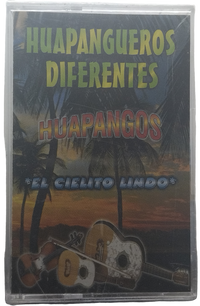 HUAPANGUEROS
DIFERENTES
HUAPANGOS
"EL CIELITO LINDO"